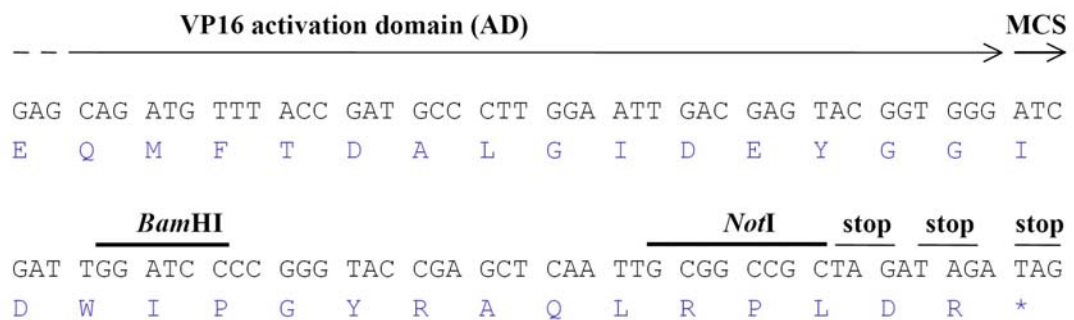 VP16 activation domain (AD) MCS
GAG CAG ATG TTT ACC GAT GCC CTT GGA ATT GAC GAG TAC GGT GGG ATC
E Q M F T D A L G I D E Y G G I
BamHI NotI stop stop stop
GAT TGG ATC CCC GGG TAC CGA GCT CAA TTG CGG CCG CTA GAT AGA TAG
D W I P G Y R A Q L R P L D R *